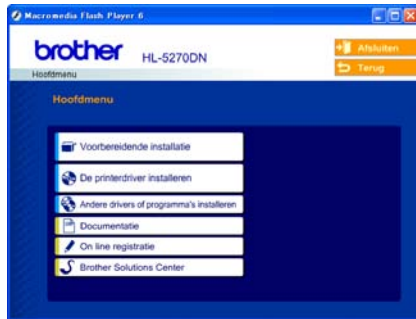 Macromedia Flash Player 6
brother HL-5270DN
Afsluiten
Terug
Hoofdmenu
Hoofdmenu
Voorbereidende installatie
De printerdriver installeren
Andere drivers of programma's installeren
Documentatie
On line registratie
Brother Solutions Center